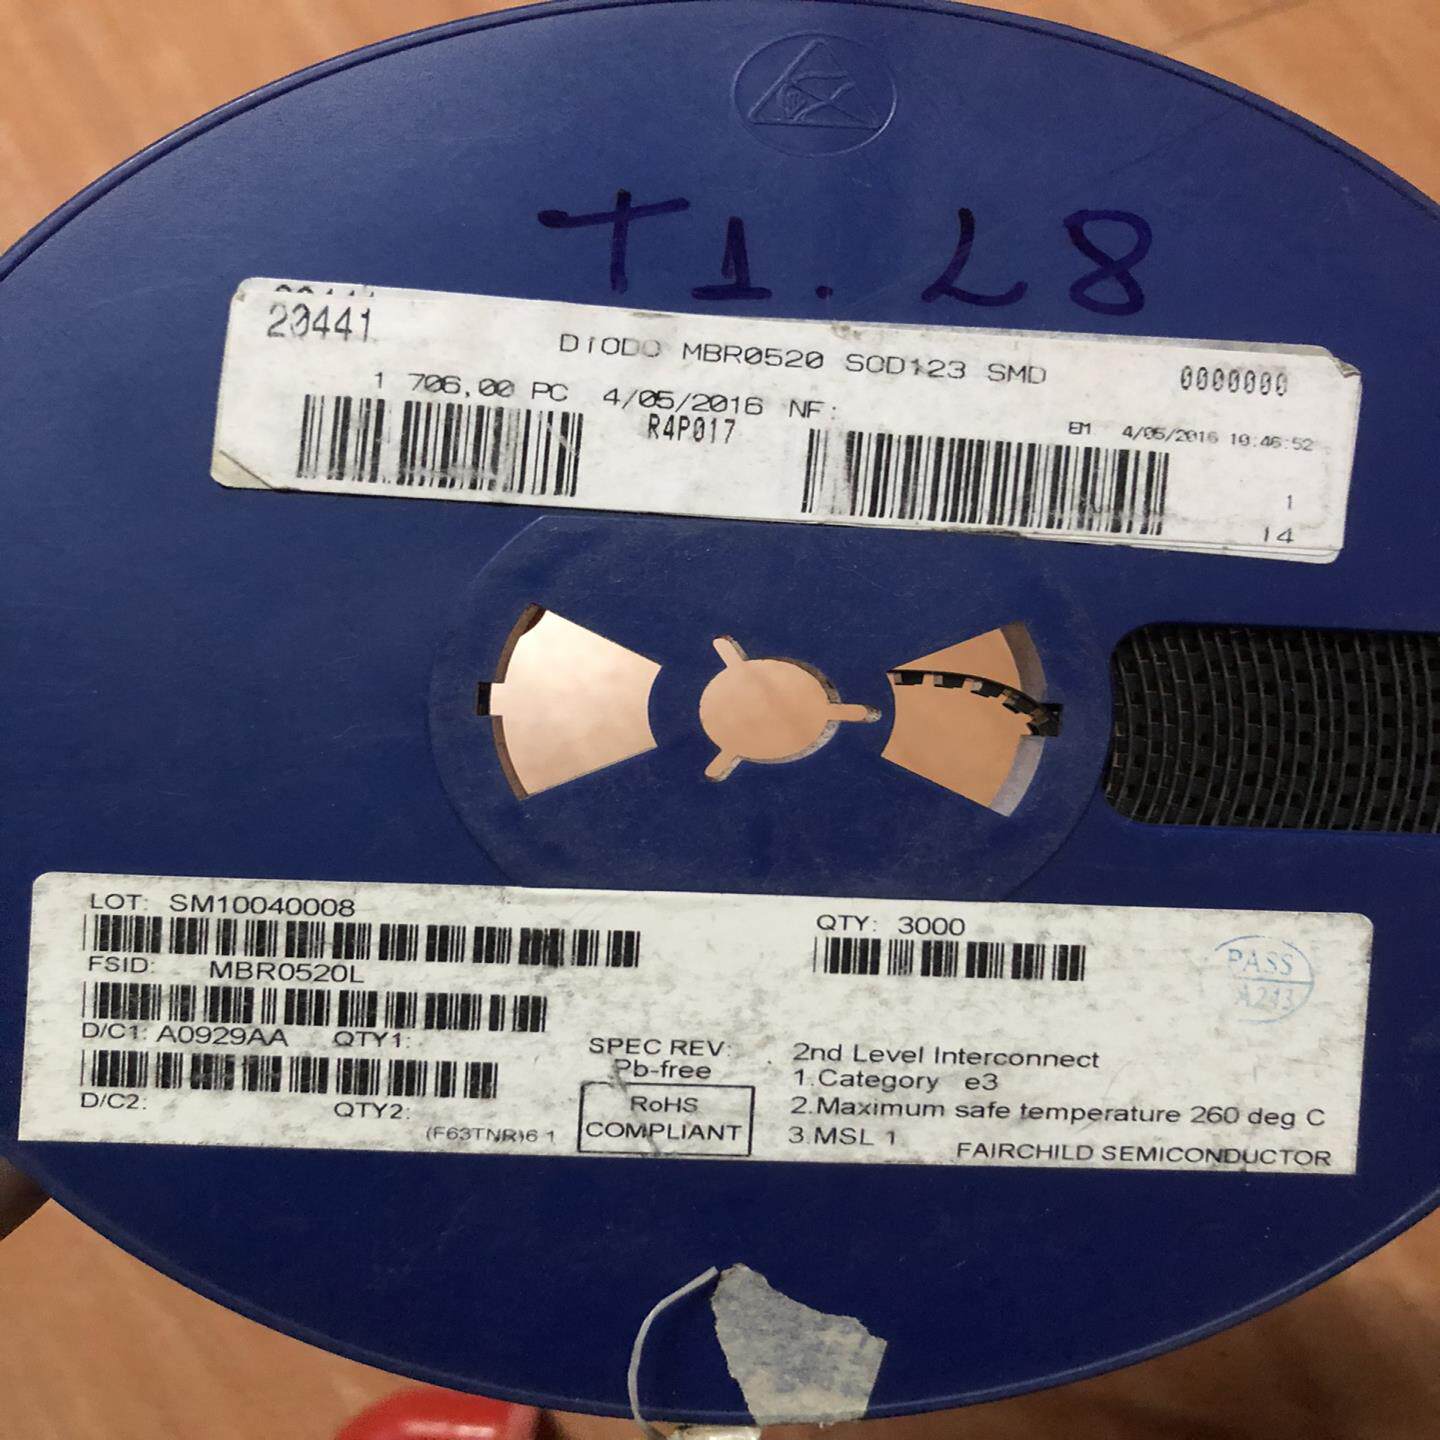 T1. L8
20441
DIODO MBR0520 SOD123 SMD
0000000
1 706,00 PC 4/05/2016 NF:
R4P017
EM 4/05/2016 10:46:52
1
14
LOT: SM10040008
QTY: 3000
FSID: MBR0520L
PASS
A243
D/C1: A0929AA QTY1:
D/C2: QTY2:
(F63TNR)6 1
SPEC REV:
Pb-free
RoHS
COMPLIANT
2nd Level Interconnect
1.Category e3
2.Maximum safe temperature 260 deg C
3.MSL 1
FAIRCHILD SEMICONDUCTOR